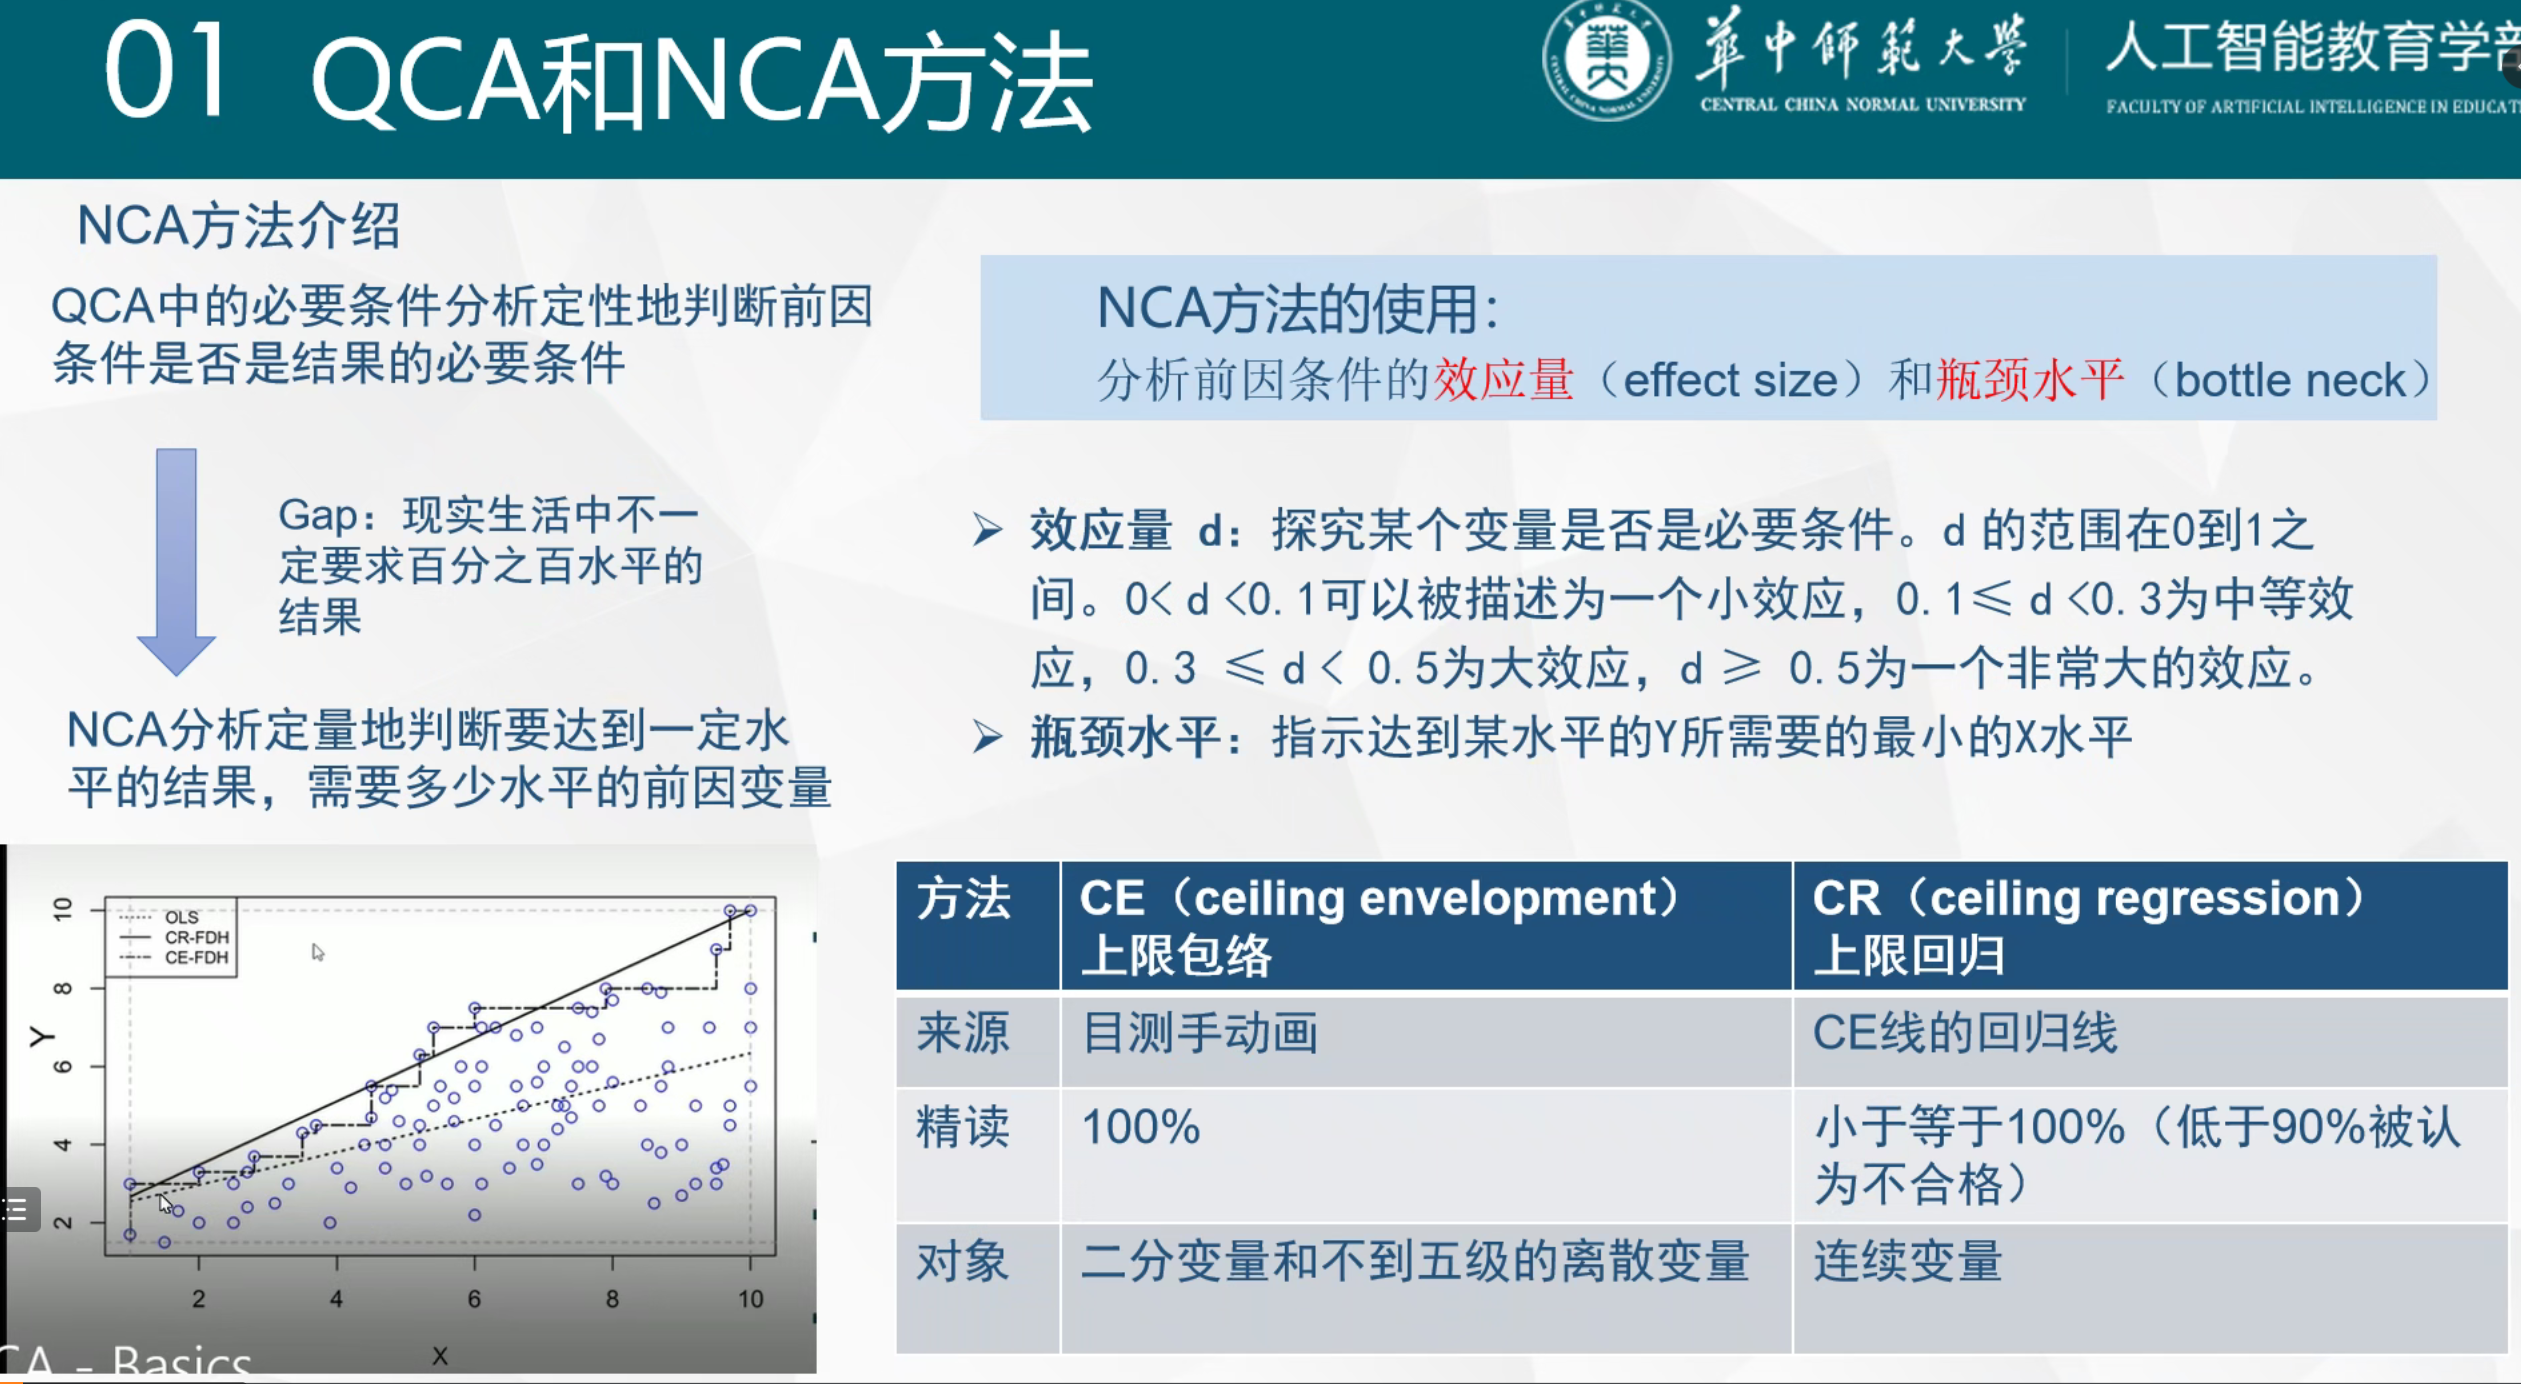 01 QCA和NCA方法
華中師範大學
CENTRAL CHINA NORMAL UNIVERSITY
人工智能教育学部
FACULTY OF ARTIFICIAL INTELLIGENCE IN EDUCAT
NCA方法介绍
QCA中的必要条件分析定性地判断前因
条件是否是结果的必要条件
Gap：现实生活中不一
定要求百分之百水平的
结果
NCA分析定量地判断要达到一定水
平的结果，需要多少水平的前因变量
NCA方法的使用：
分析前因条件的效应量（effect size）和瓶颈水平（bottle neck）
➢ 效应量 d：探究某个变量是否是必要条件。d 的范围在0到1之
间。0< d <0.1可以被描述为一个小效应，0.1≤ d <0.3为中等效
应，0.3 ≤ d < 0.5为大效应，d ≥ 0.5为一个非常大的效应。
➢ 瓶颈水平：指示达到某水平的Y所需要的最小的X水平
OLS
CR-FDH
CE-FDH
10
8
6
4
2
Y
2 4 6 8 10
X
CA - Basics
方法 CE（ceiling envelopment） CR（ceiling regression）
上限包络 上限回归
来源 目测手动画 CE线的回归线
精读 100% 小于等于100%（低于90%被认
为不合格）
对象 二分变量和不到五级的离散变量 连续变量